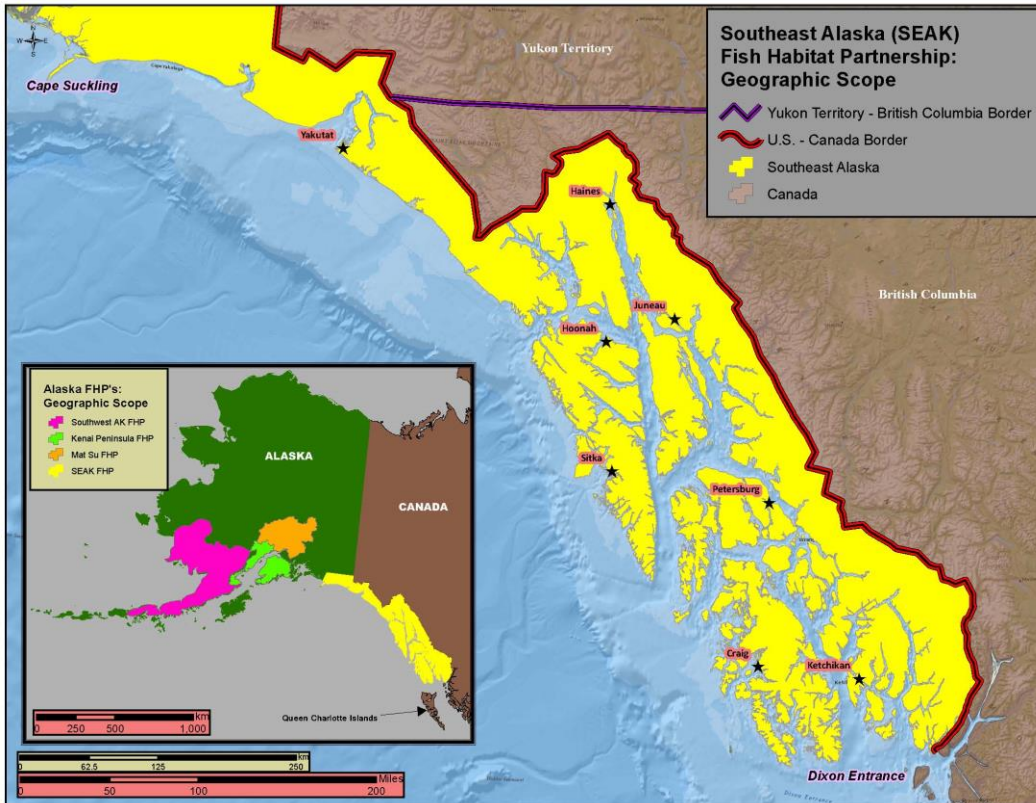 Southeast Alaska (SEAK)
Fish Habitat Partnership:
Geographic Scope
Yukon Territory - British Columbia Border
U.S. - Canada Border
Southeast Alaska
Canada
N
W E
S
Cape Suckling
Yukon Territory
Yakutat
Haines
British Columbia
Juneau
Hoonah
Sitka
Petersburg
Craig
Ketchikan
Dixon Entrance
Dixon Entrance
Alaska FHP's:
Geographic Scope
Southwest AK FHP
Kenai Peninsula FHP
Mat Su FHP
SEAK FHP
ALASKA
CANADA
Queen Charlotte Islands
km
0 250 500 1,000
km
0 62.5 125 250
Miles
0 50 100 200